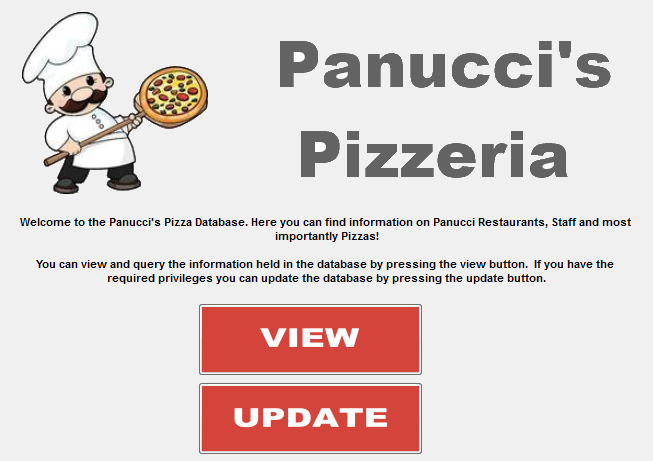 Panucci's
Pizzeria
Welcome to the Panucci's Pizza Database. Here you can find information on Panucci Restaurants, Staff and most
importantly Pizzas!
You can view and query the information held in the database by pressing the view button.  If you have the
required privileges you can update the database by pressing the update button.
VIEW
UPDATE